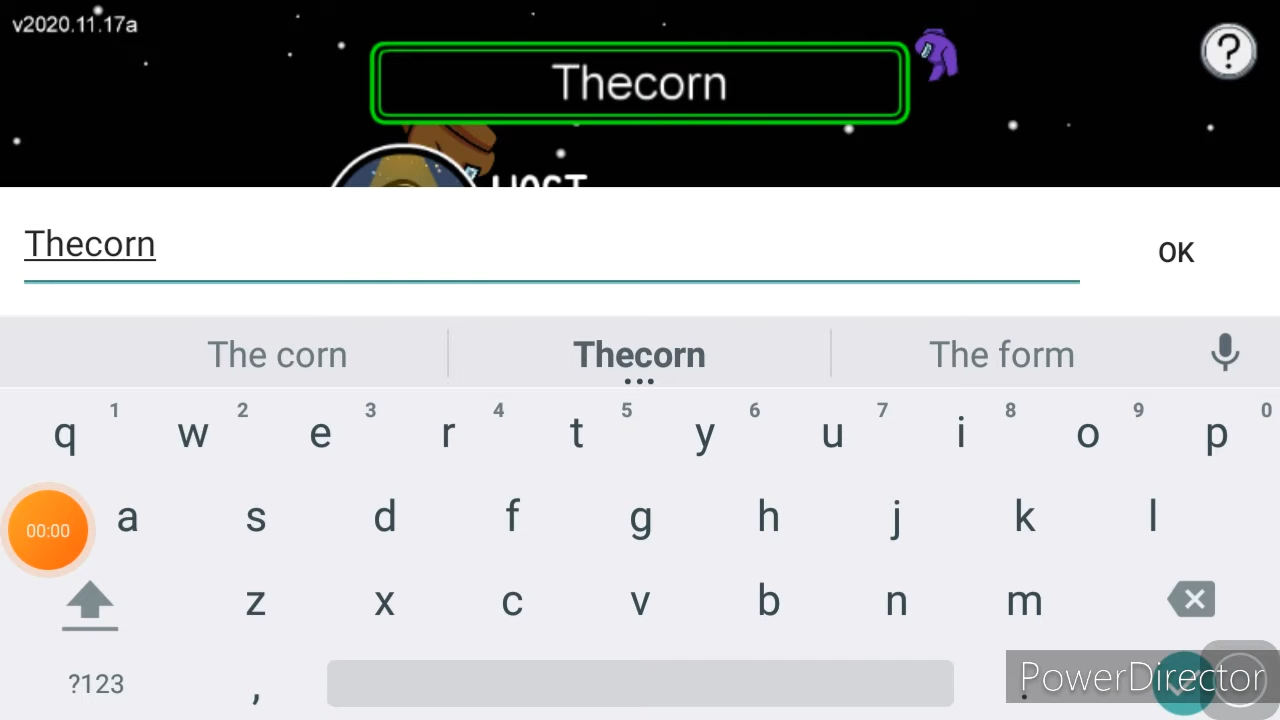 v2020.11.17a
Thecorn
?
HOST
Thecorn
OK
The corn Thecorn The form
1 2 3 4 5 6 7 8 9 0
q w e r t y u i o p
00:00
a s d f g h j k l
z x c v b n m
?123 , .
PowerDirector